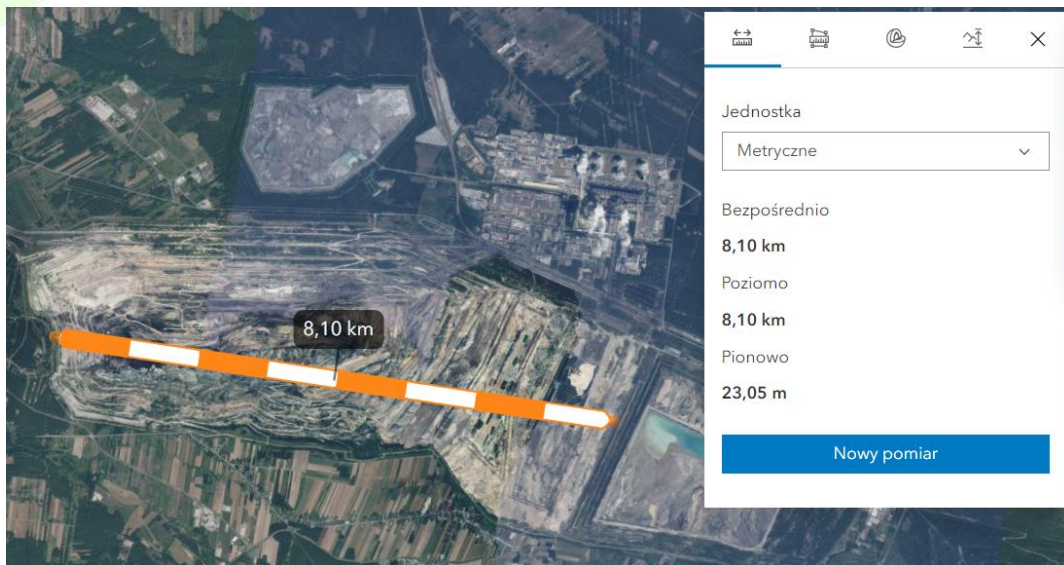 8,10 km
Jednostka
Metryczne
Bezpośrednio
8,10 km
Poziomo
8,10 km
Pionowo
23,05 m
Nowy pomiar